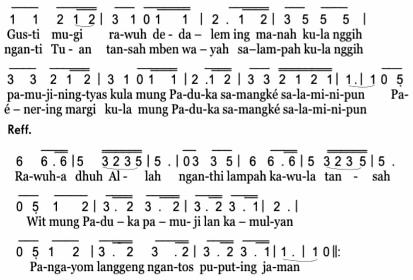 1 1 2 1 2 | 3 1 0 1 1 | 2 . 1 2 | 3 5 5 5 |
Gus-ti mu-gi ra-wuh de-da-lem ing ma-nah ku-la nggih
ngan-ti Tu-an tan-sah mben wa-yah sa-lam-pah ku-la nggih
3 3 2 1 2 | 3 1 0 1 1 | 2 .1 2 | 3 3 2 1 2 1 | 1 . | 1 0 5
pa-mu-ji-ning-tyas kula mung Pa-du-ka sa-mangké sa-la-mi-ni-pun Pa-
é-ner-ing margi ku-la mung Pa-du-ka sa-mangké sa-la-mi-ni-pun
Reff.
6 6 . 6 | 5 3 2 3 5 | 5 . | 0 3 3 5 | 6 6 . 6 | 5 3 2 3 5 | 5 .
Ra-wuh-a dhuh Al-lah ngan-thi lampah ka-wu-la tan-sah
0 5 1 2 | 3 . 2 3 . 2 | 3 . 2 3 . 1 | 2 . |
Wit mung Pa-du-ka pa-mu-ji lan ka-mul-yan
0 5 1 2 | 3 . 2 3 . 2 | 3 . 2 3 . 1 | 1 . | 1 0 ||:
Pa-nga-yom langgeng ngan-tos pu-put-ing ja-man